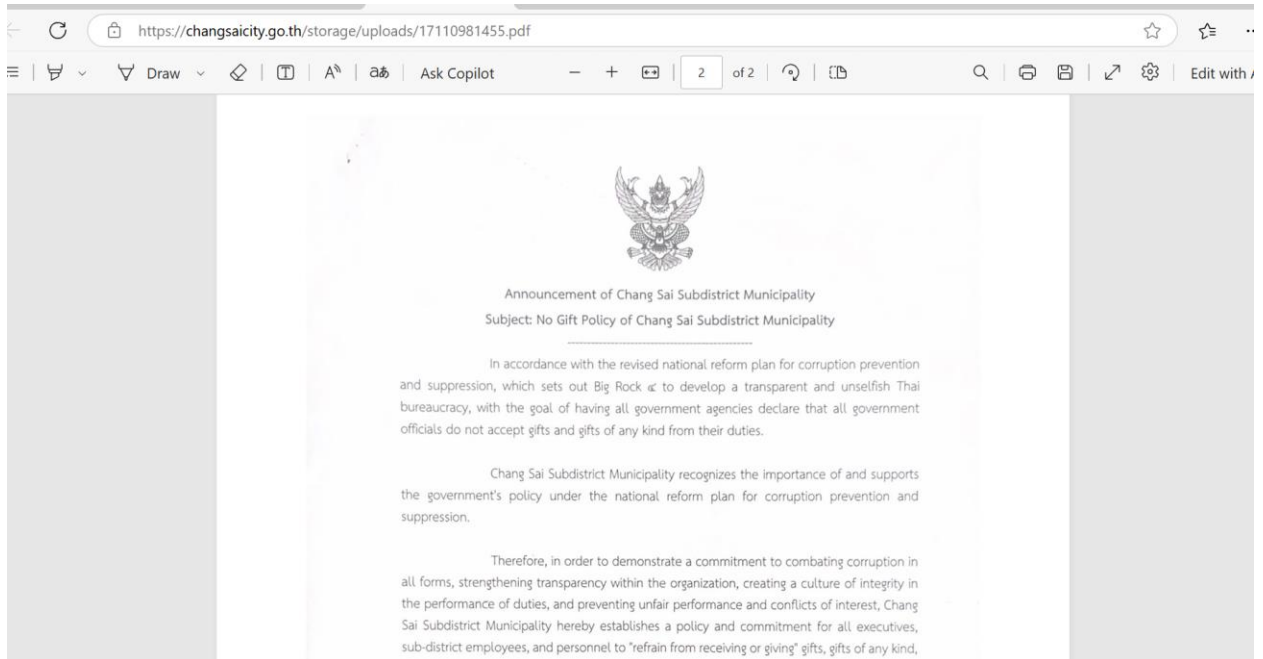 https://changsaicity.go.th/storage/uploads/17110981455.pdf
Draw
Ask Copilot
2 of 2
Edit with
Announcement of Chang Sai Subdistrict Municipality
Subject: No Gift Policy of Chang Sai Subdistrict Municipality
In accordance with the revised national reform plan for corruption prevention
and suppression, which sets out Big Rock ๔ to develop a transparent and unselfish Thai
bureaucracy, with the goal of having all government agencies declare that all government
officials do not accept gifts and gifts of any kind from their duties.
Chang Sai Subdistrict Municipality recognizes the importance of and supports
the government's policy under the national reform plan for corruption prevention and
suppression.
Therefore, in order to demonstrate a commitment to combating corruption in
all forms, strengthening transparency within the organization, creating a culture of integrity in
the performance of duties, and preventing unfair performance and conflicts of interest, Chang
Sai Subdistrict Municipality hereby establishes a policy and commitment for all executives,
sub-district employees, and personnel to "refrain from receiving or giving" gifts, gifts of any kind,